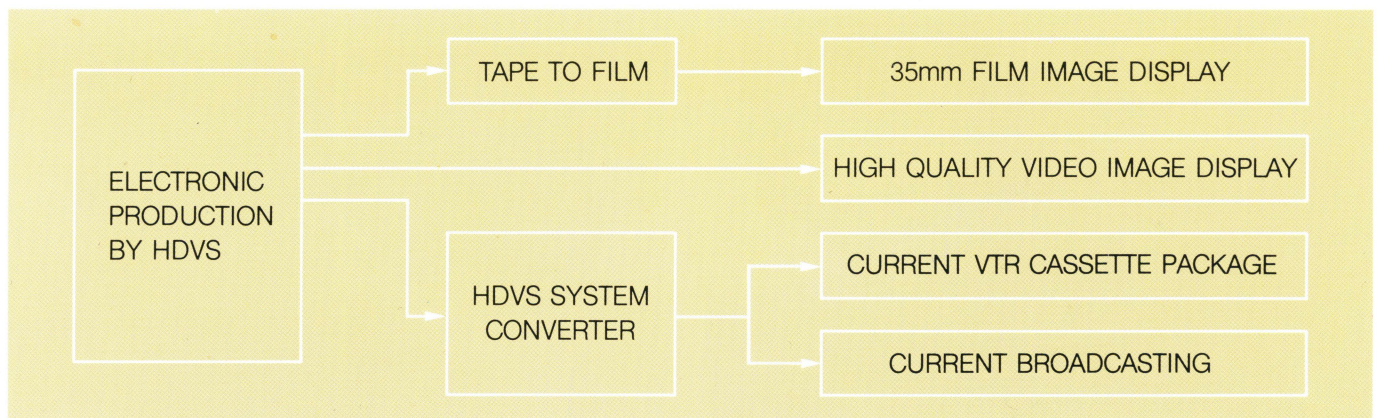 ELECTRONIC
PRODUCTION
BY HDVS
TAPE TO FILM
35mm FILM IMAGE DISPLAY
HIGH QUALITY VIDEO IMAGE DISPLAY
HDVS SYSTEM
CONVERTER
CURRENT VTR CASSETTE PACKAGE
CURRENT BROADCASTING